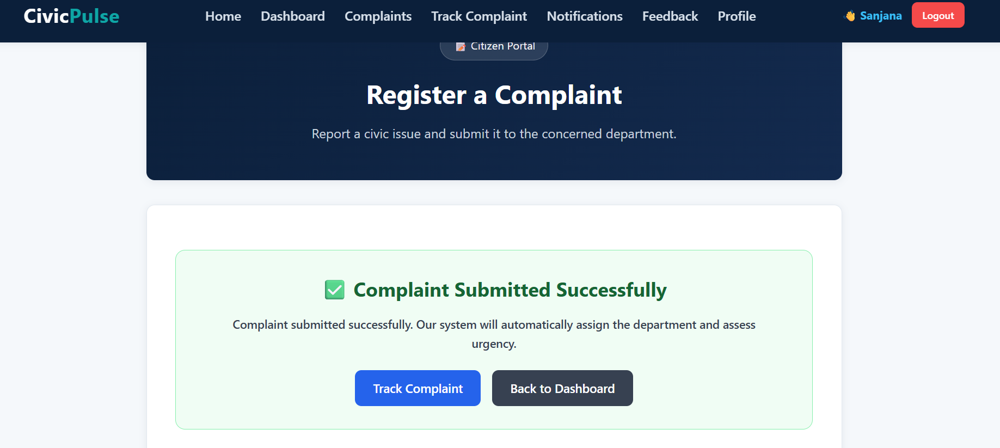 CivicPulse
Home Dashboard Complaints Track Complaint Notifications Feedback Profile
👋 Sanjana
Logout
📝 Citizen Portal
Register a Complaint
Report a civic issue and submit it to the concerned department.
✅ Complaint Submitted Successfully
Complaint submitted successfully. Our system will automatically assign the department and assess
urgency.
Track Complaint
Back to Dashboard